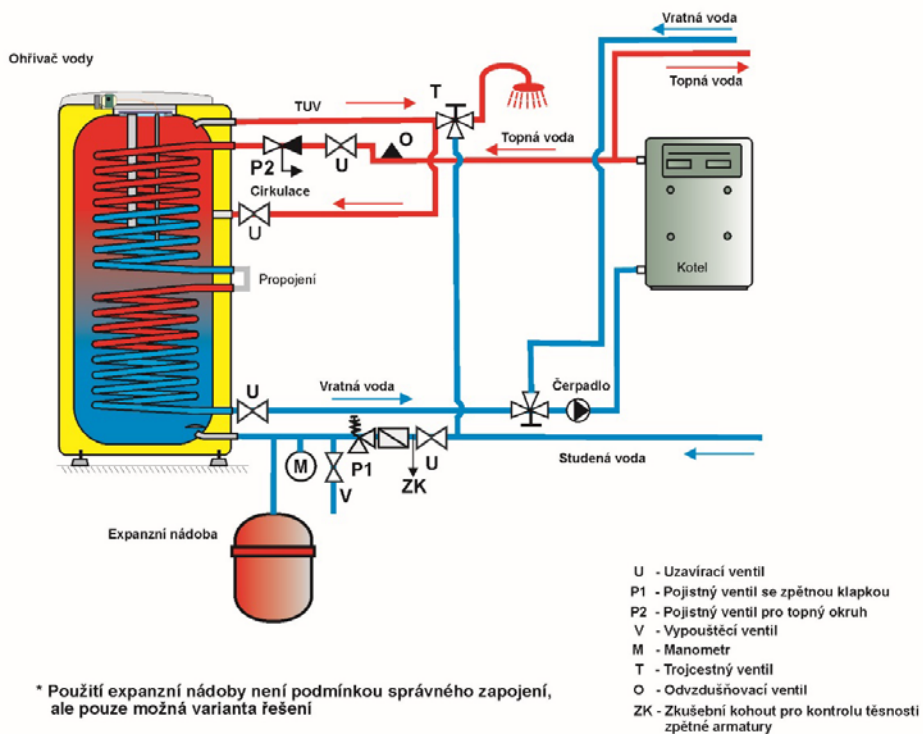 Vratná voda
Ohřívač vody
Topná voda
T
TUV
O
Topná voda
P2
U
Cirkulace
U
Propojení
Kotel
U
Vratná voda
Čerpadlo
M
V
P1
ZK
U
Studená voda
Expanzní nádoba
U - Uzavírací ventil
P1 - Pojistný ventil se zpětnou klapkou
P2 - Pojistný ventil pro topný okruh
V - Vypouštěcí ventil
M - Manometr
T - Trojcestný ventil
O - Odvzdušňovací ventil
ZK - Zkušební kohout pro kontrolu těsnosti
zpětné armatury
* Použití expanzní nádoby není podmínkou správného zapojení,
ale pouze možná varianta řešení